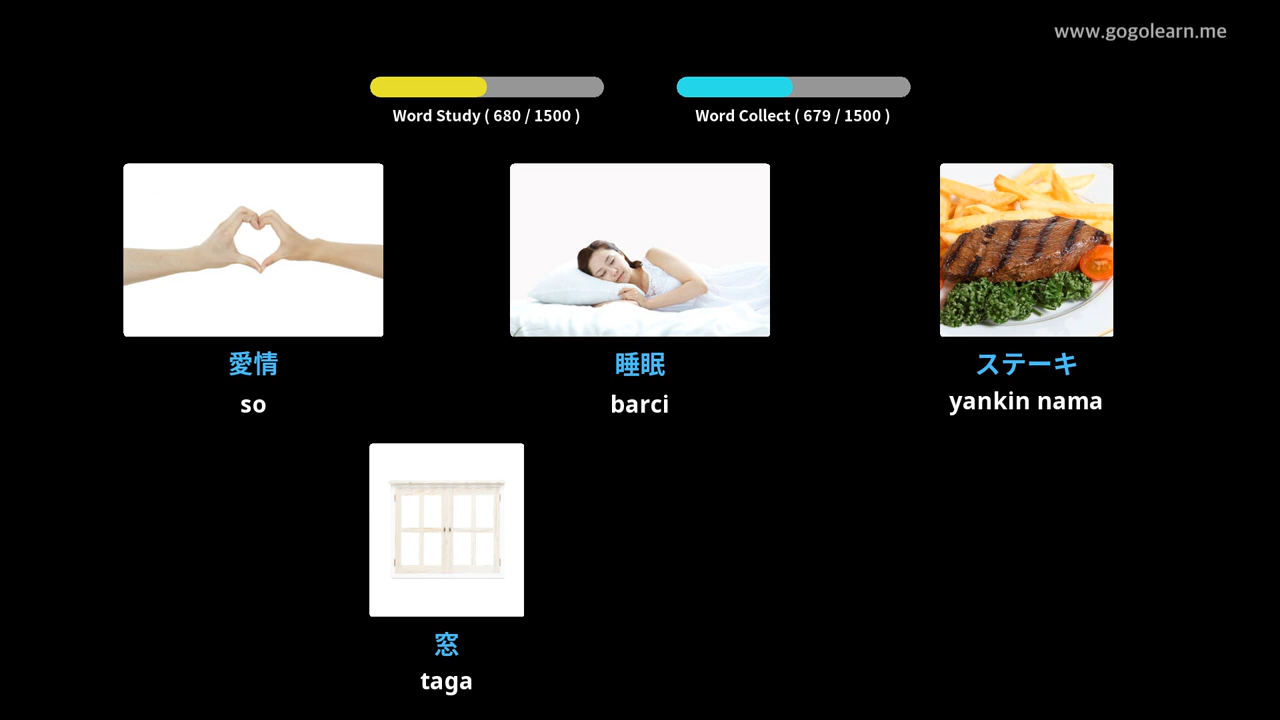 www.gogolearn.me
Word Study ( 680 / 1500 )
Word Collect ( 679 / 1500 )
愛情
so
睡眠
barci
ステーキ
yankin nama
窓
taga